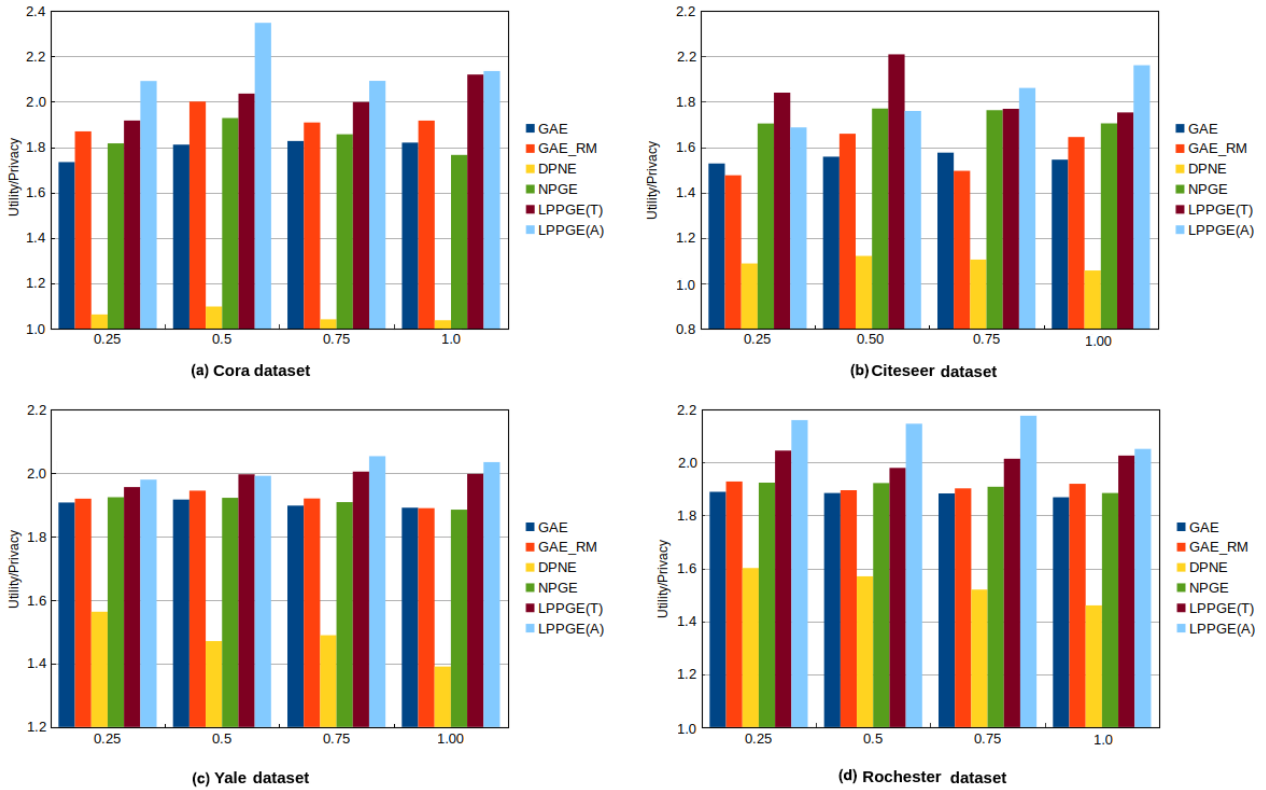 2.4
2.2
2.0
1.8
1.6
1.4
1.2
1.0
Utility/Privacy
0.25 0.5 0.75 1.0
GAE
GAE_RM
DPNE
NPGE
LPPGE(T)
LPPGE(A)
(a) Cora dataset
2.2
2.2
1.8
1.6
1.2
1.0
0.8
Utility/Privacy
0.25 0.50 0.75 1.00
GAE
GAE_RM
DPNE
NPGE
LPPGE(T)
LPPGE(A)
(b) Citeseer dataset
2.2
2.0
1.8
1.6
1.4
1.2
Utility/Privacy
0.25 0.5 0.75 1.00
GAE
GAE_RM
DPNE
NPGE
LPPGE(T)
LPPGE(A)
(c) Yale dataset
2.2
2.0
1.8
1.6
1.4
1.2
1.0
Utility/Privacy
0.25 0.5 0.75 1.0
GAE
GAE_RM
DPNE
NPGE
LPPGE(T)
LPPGE(A)
(d) Rochester dataset